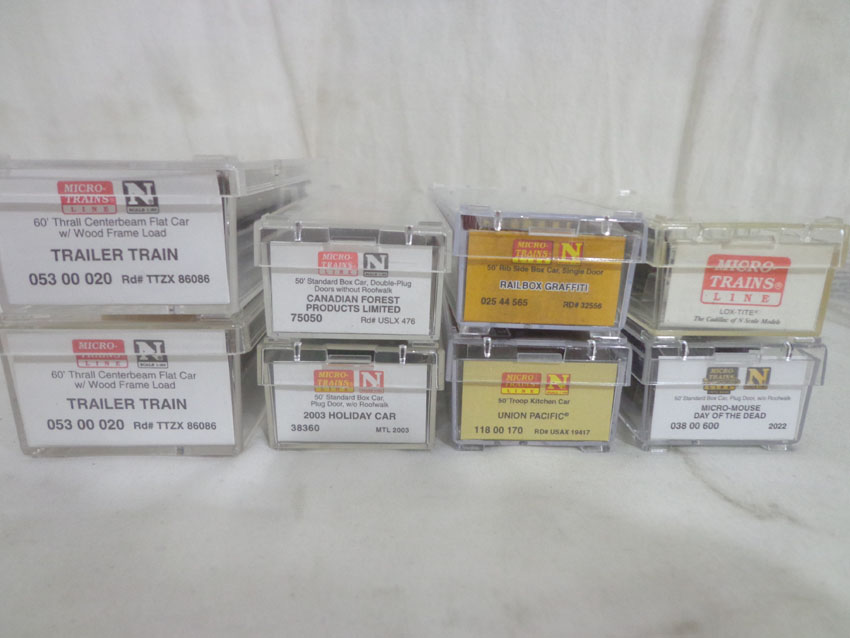 MICRO-
TRAINS
LINE
N
60' Thrall Centerbeam Flat Car
w/ Wood Frame Load
TRAILER TRAIN
053 00 020 Rd# TTZX 86086
MICRO-
TRAINS
N
50' Standard Box Car, Double-Plug
Doors without Roofwalk
CANADIAN FOREST
PRODUCTS LIMITED
75050 Rd# USLX 476
MICRO-
TRAINS
LINE
N
50' Rib Side Box Car, Single Door
RAILBOX GRAFFITI
025 44 565 RD# 32556
MICRO-
TRAINS®
LINE
LOK-TITE®
The Cadillac of N Scale Models
MICRO-
LINE
N
60' Thrall Centerbeam Flat Car
w/ Wood Frame Load
TRAILER TRAIN
053 00 020 Rd# TTZX 86086
MICRO-
TRAINS
LINE
N
50' Standard Box Car,
Plug Door, w/o Roofwalk
2003 HOLIDAY CAR
38360 MTL 2003
MICRO-
LINE
N
50' Troop Kitchen Car
UNION PACIFIC®
118 00 170 RD# USAX 19417
MICRO-
TRAINS
LINE
N
Standard Box Car, Plug Door, w/o Roofwalk
MICRO-MOUSE
DAY OF THE DEAD
038 00 600 2022